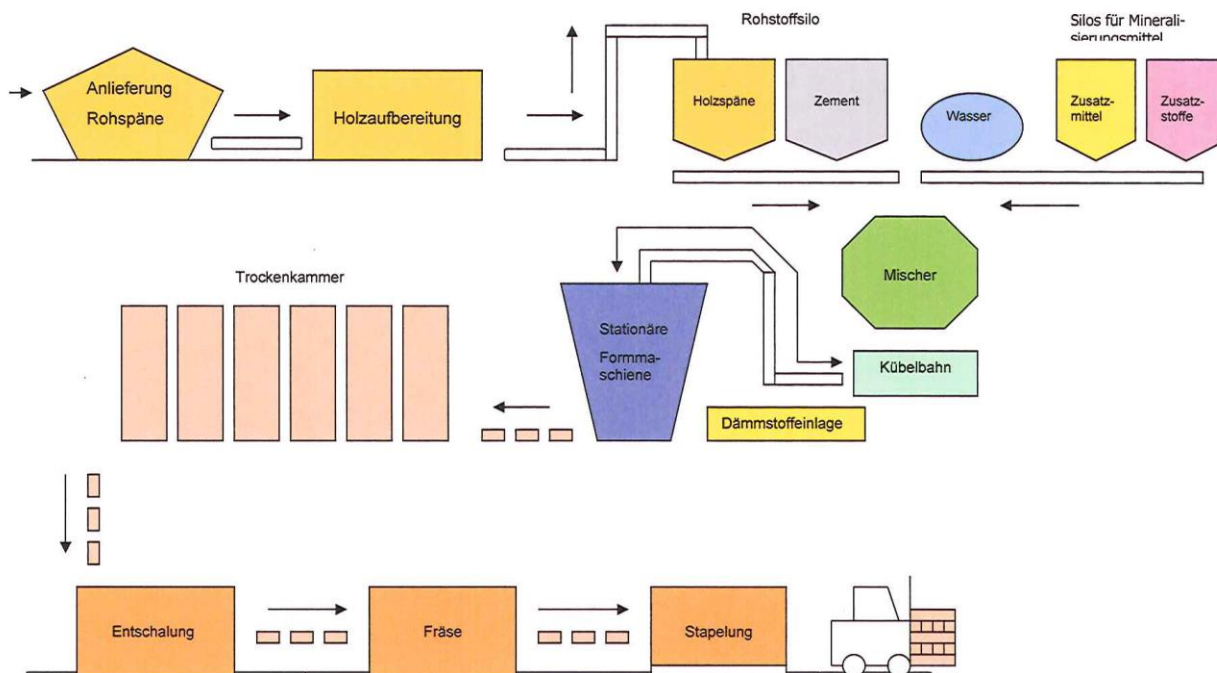 Rohstoffsilo
Silos für Minerali-
sierungsmittel
Anlieferung
Rohspäne
Holzaufbereitung
Holzspäne
Zement
Wasser
Zusatz-
mittel
Zusatz-
stoffe
Mischer
Trockenkammer
Stationäre
Formma-
schiene
Kübelbahn
Dämmstoffeinlage
Entschalung
Fräse
Stapelung